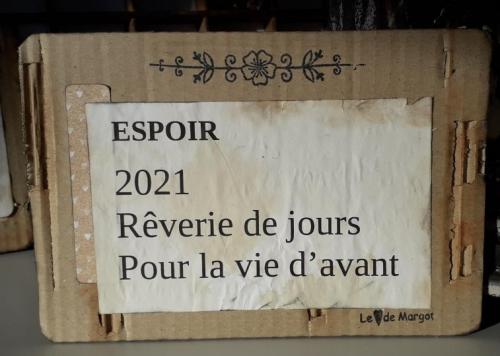 ESPOIR
2021
Rêverie de jours
Pour la vie d'avant
Le de Margot